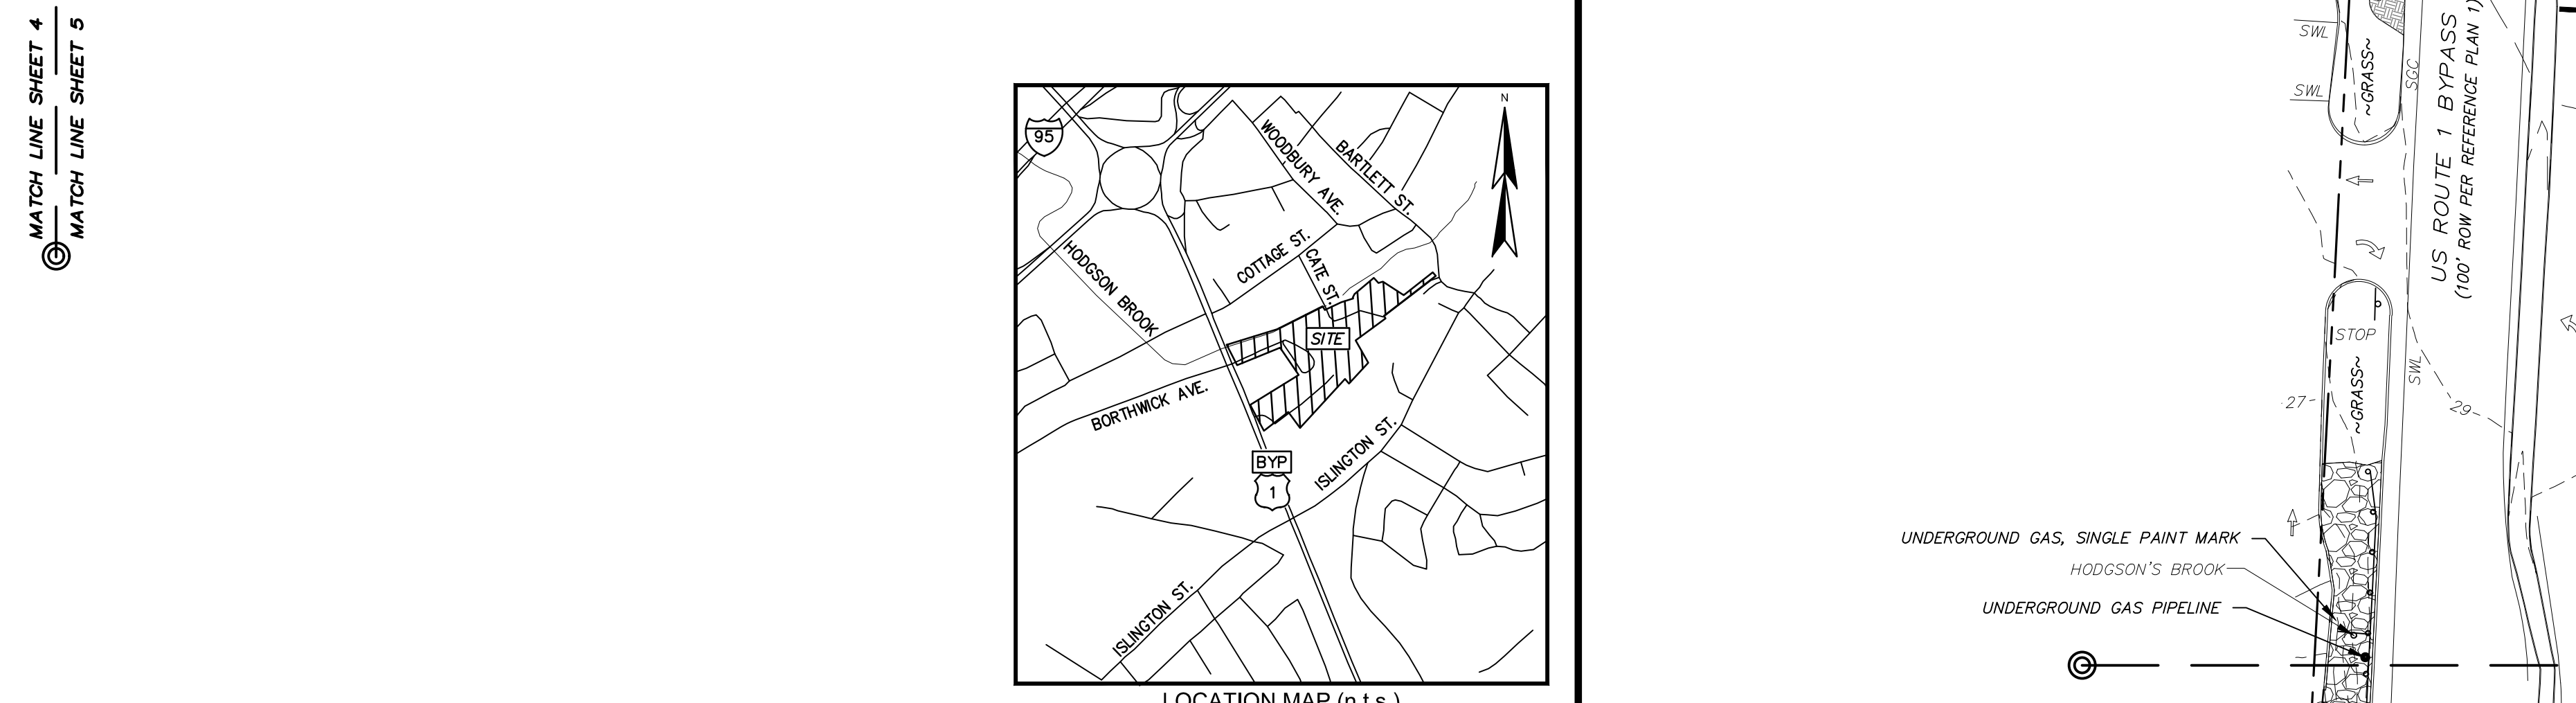 MATCH LINE SHEET 4
MATCH LINE SHEET 5
N
95
WOODBURY AVE.
BARTLETT ST.
HODGSON BROOK
COTTAGE ST.
CATE ST.
SITE
BORTHWICK AVE.
BYP
1
ISLINGTON ST.
ISLINGTON ST.
LOCATION MAP (n.t.s.)
SWL
~GRASS~
SGC
SWL
US ROUTE 1 BYPASS
(100' ROW PER REFERENCE PLAN 1)
STOP
SWL
~GRASS~
27
29
UNDERGROUND GAS, SINGLE PAINT MARK
HODGSON'S BROOK
UNDERGROUND GAS PIPELINE